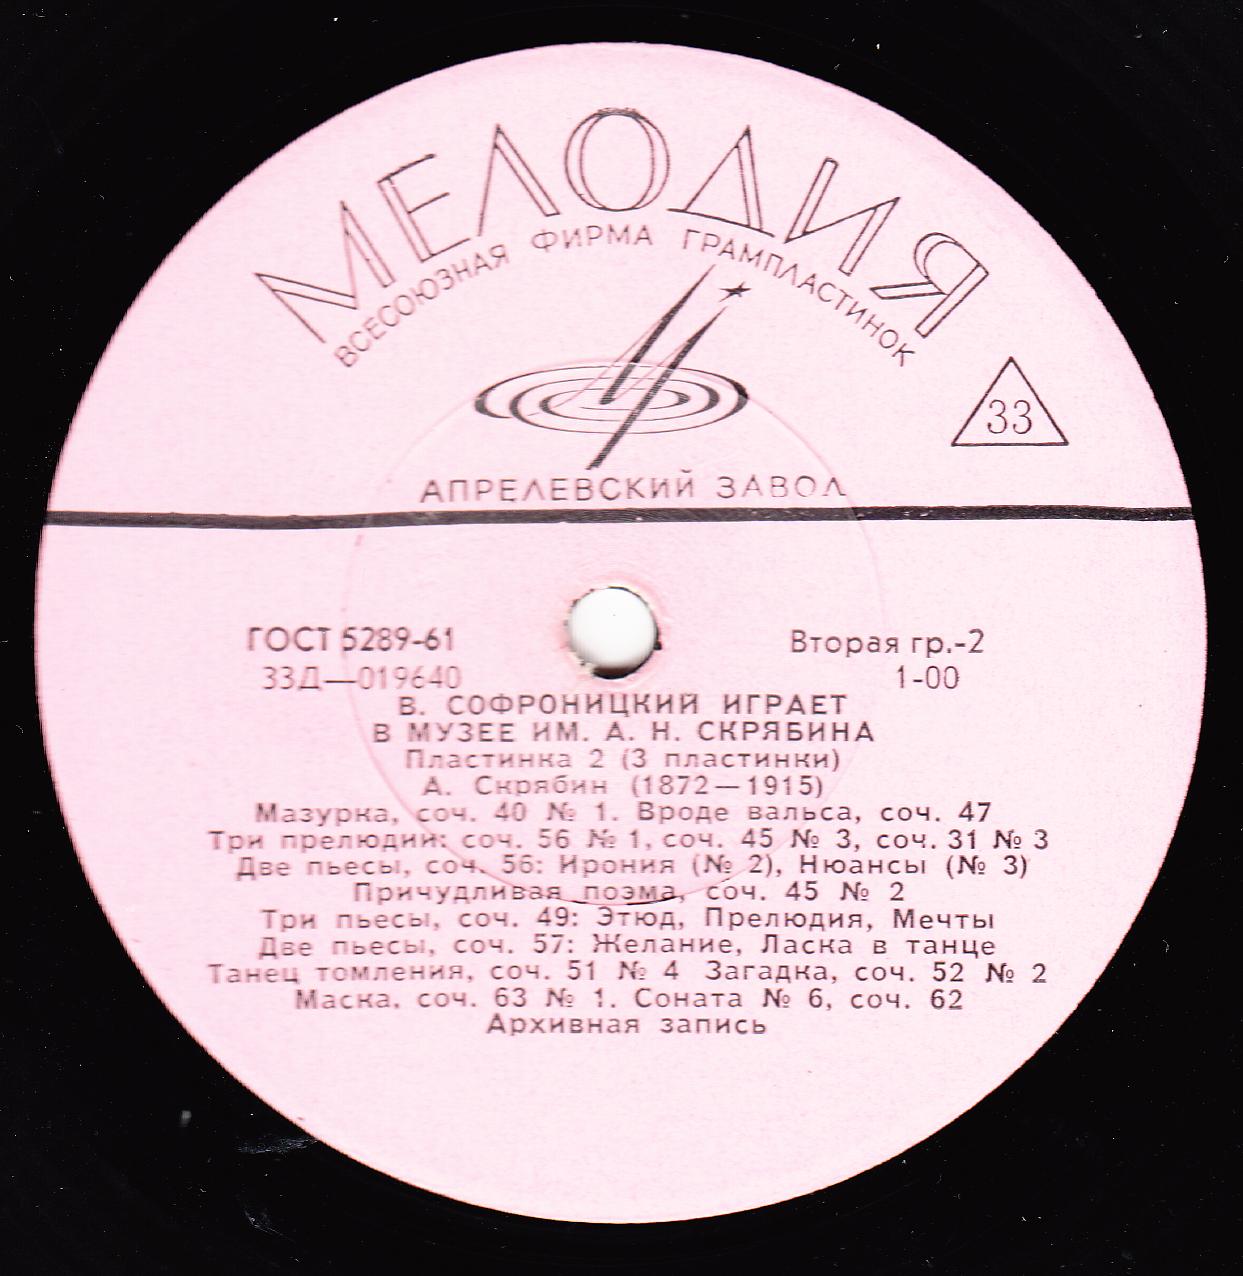 МЕЛОДИЯ
ВСЕСОЮЗНАЯ ФИРМА ГРАМПЛАСТИНОК
33
АПРЕЛЕВСКИЙ ЗАВОД
ГОСТ 5289-61
Вторая гр.-2
33Д—019640
1-00
В. СОФРОНИЦКИЙ ИГРАЕТ
В МУЗЕЕ ИМ. А. Н. СКРЯБИНА
Пластинка 2 (3 пластинки)
А. Скрябин (1872—1915)
Мазурка, соч. 40 № 1. Вроде вальса, соч. 47
Три прелюдии: соч. 56 № 1, соч. 45 № 3, соч. 31 № 3
Две пьесы, соч. 56: Ирония (№ 2), Нюансы (№ 3)
Причудливая поэма, соч. 45 № 2
Три пьесы, соч. 49: Этюд, Прелюдия, Мечты
Две пьесы, соч. 57: Желание, Ласка в танце
Танец томления, соч. 51 № 4 Загадка, соч. 52 № 2
Маска, соч. 63 № 1. Соната № 6, соч. 62
Архивная запись